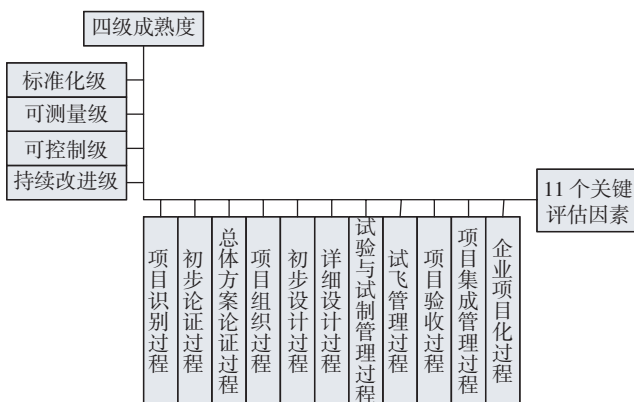 四级成熟度
标准化级
可测量级
可控制级
持续改进级
11个关键
评估因素
项目识别过程
初步论证过程
总体方案论证过程
项目组织过程
初步设计过程
详细设计过程
试验与试制管理过程
试飞管理过程
项目验收过程
项目集成管理过程
企业项目化过程